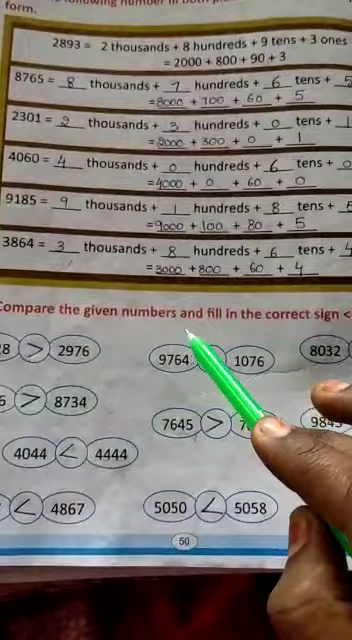 form.
2893 = 2 thousands + 8 hundreds + 9 tens + 3 ones
= 2000 + 800 + 90 + 3
8765 = 8 thousands + 7 hundreds + 6 tens + 5
= 8000 + 700 + 60 + 5
2301 = 2 thousands + 3 hundreds + 0 tens + 1
= 2000 + 300 + 0 + 1
4060 = 4 thousands + 0 hundreds + 6 tens + 0
= 4000 + 0 + 60 + 0
9185 = 9 thousands + 1 hundreds + 8 tens + 5
= 9000 + 100 + 80 + 5
3864 = 3 thousands + 8 hundreds + 6 tens + 4
= 3000 + 800 + 60 + 4
Compare the given numbers and fill in the correct sign <
8 > 2976 9764 1076 8032
> 8734 7645 >
4044 < 4444
< 4867 5050 < 5058
50